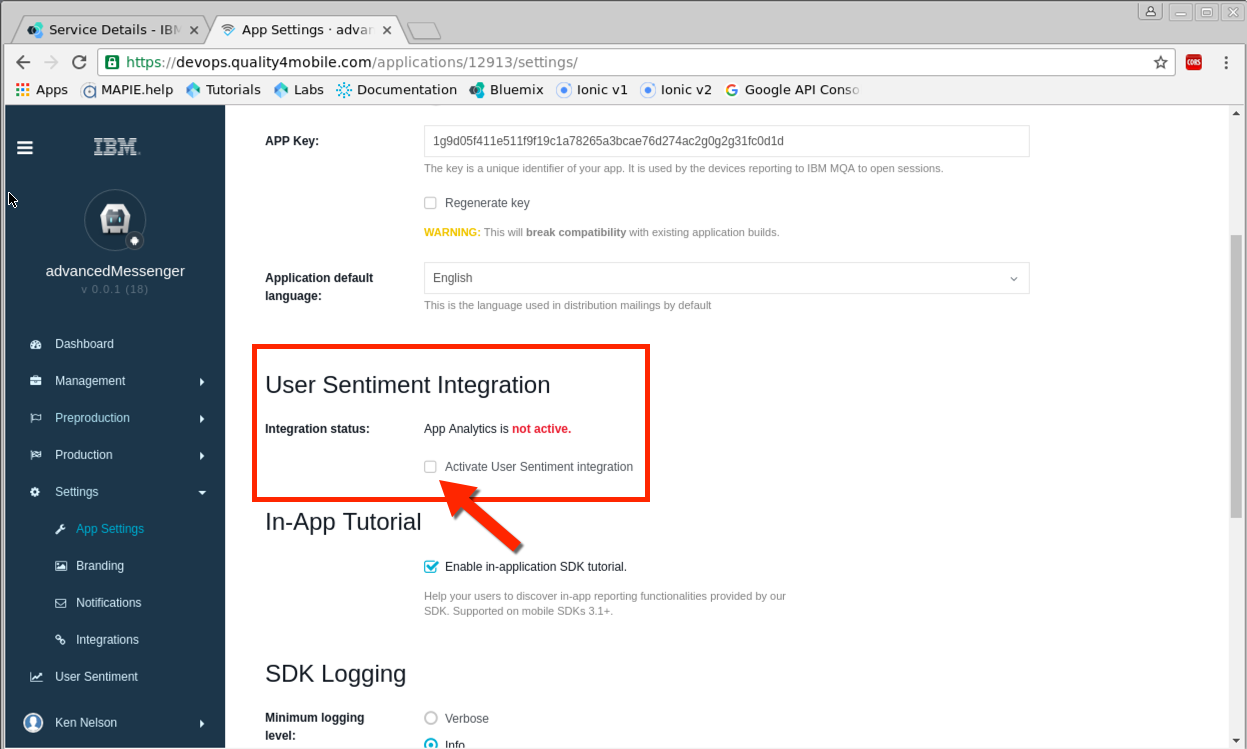 Service Details - IBM
App Settings · advan
https://devops.quality4mobile.com/applications/12913/settings/
CORS
Apps
MAPIE.help
Tutorials
Labs
Documentation
Bluemix
Ionic v1
Ionic v2
Google API Conso
IBM
advancedMessenger
v 0.0.1 (18)
Dashboard
Management
Preproduction
Production
Settings
App Settings
Branding
Notifications
Integrations
User Sentiment
Ken Nelson
APP Key:
1g9d05f411e511f9f19c1a78265a3bcae76d274ac2g0g2g31fc0d1d
The key is a unique identifier of your app. It is used by the devices reporting to IBM MQA to open sessions.
Regenerate key
WARNING: This will break compatibility with existing application builds.
Application default
language:
English
This is the language used in distribution mailings by default
User Sentiment Integration
Integration status:
App Analytics is not active.
Activate User Sentiment integration
In-App Tutorial
Enable in-application SDK tutorial.
Help your users to discover in-app reporting functionalities provided by our
SDK. Supported on mobile SDKs 3.1+.
SDK Logging
Minimum logging
level:
Verbose
Info